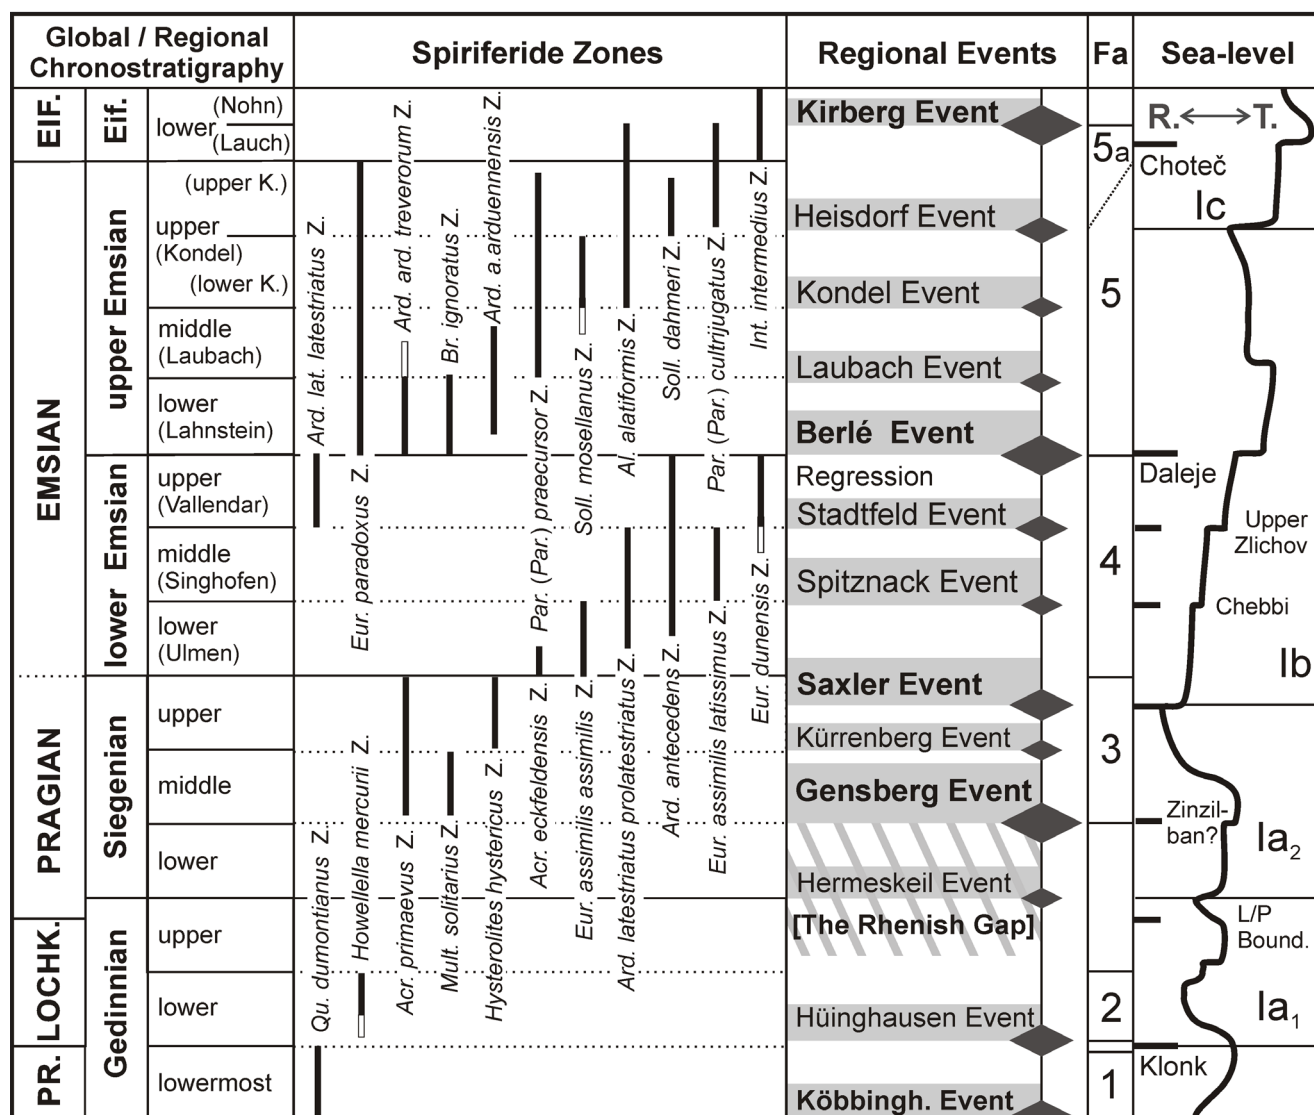 Global / Regional
Chronostratigraphy
Spiriferide Zones
Regional Events
Fa
Sea-level
EIF.
EMSIAN
PRAGIAN
LOCHK.
PR.
Eif.
upper Emsian
lower Emsian
Siegenian
Gedinnian
(Nohn)
lower
(Lauch)
(upper K.)
upper
(Kondel)
(lower K.)
middle
(Laubach)
lower
(Lahnstein)
upper
(Vallendar)
middle
(Singhofen)
lower
(Ulmen)
upper
middle
lower
upper
lower
lowermost
Ard. lat. latestriatus Z.
Qu. dumontianus Z.
Eur. paradoxus Z.
Howellella mercurii Z.
Ard. ard. treverorum Z.
Acr. primaevus Z.
Br. ignoratus Z.
Mult. solitarius Z.
Ard. a.arduennensis Z.
Hysterolites hystericus Z.
Par. (Par.) praecursor Z.
Acr. eckfeldensis Z.
Soll. mosellanus Z.
Eur. assimilis assimilis Z.
Al. alatiformis Z.
Ard. latestriatus prolatestriatus Z.
Soll. dahmeri Z.
Ard. antecedens Z.
Par. (Par.) cultrijugatus Z.
Eur. assimilis latissimus Z.
Int. intermedius Z.
Eur. dunensis Z.
Kirberg Event
Heisdorf Event
Kondel Event
Laubach Event
Berlé Event
Regression
Stadtfeld Event
Spitznack Event
Saxler Event
Kürrenberg Event
Gensberg Event
Hermeskeil Event
[The Rhenish Gap]
Hüinghausen Event
Köbbingh. Event
5a
5
4
3
2
1
R. T.
Choteč
Ic
Daleje
Upper
Zlichov
Chebbi
Ib
Zinzil-
ban?
Ia2
L/P
Bound.
Ia1
Klonk